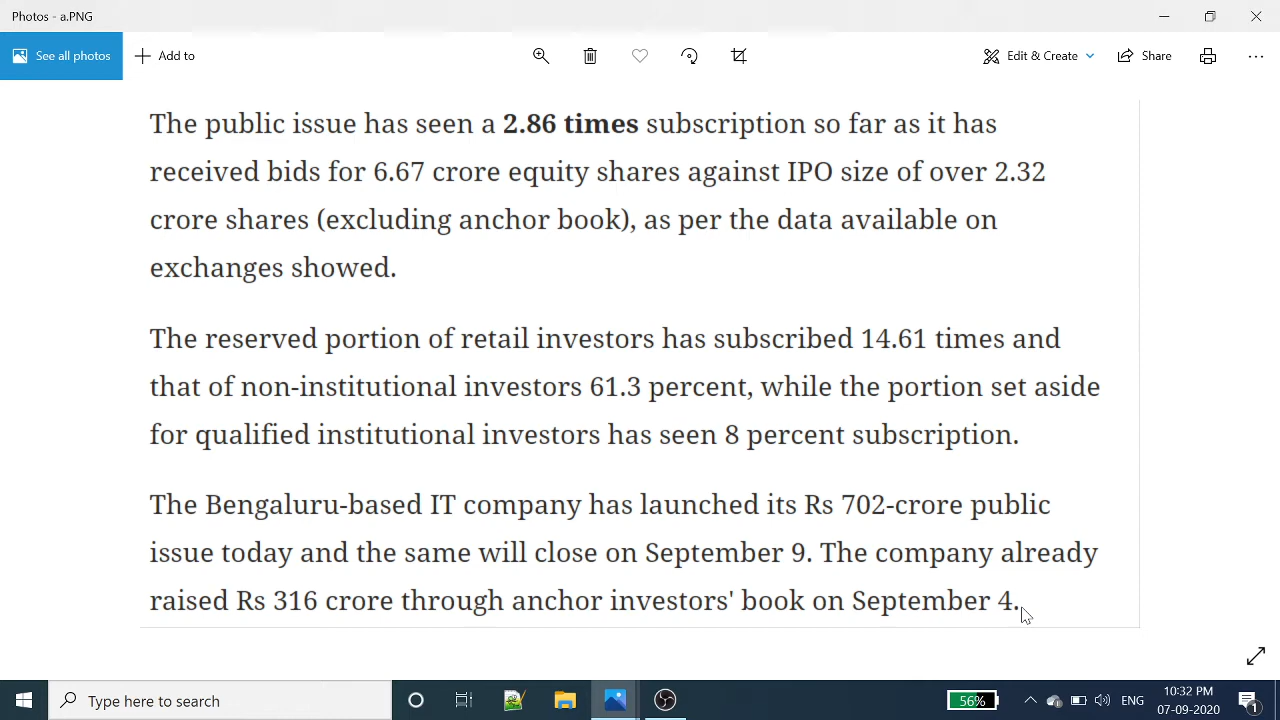 Photos - a.PNG
See all photos
Add to
Edit & Create
Share
The public issue has seen a 2.86 times subscription so far as it has
received bids for 6.67 crore equity shares against IPO size of over 2.32
crore shares (excluding anchor book), as per the data available on
exchanges showed.
The reserved portion of retail investors has subscribed 14.61 times and
that of non-institutional investors 61.3 percent, while the portion set aside
for qualified institutional investors has seen 8 percent subscription.
The Bengaluru-based IT company has launched its Rs 702-crore public
issue today and the same will close on September 9. The company already
raised Rs 316 crore through anchor investors' book on September 4.
Type here to search
56%
ENG
10:32 PM
07-09-2020
1